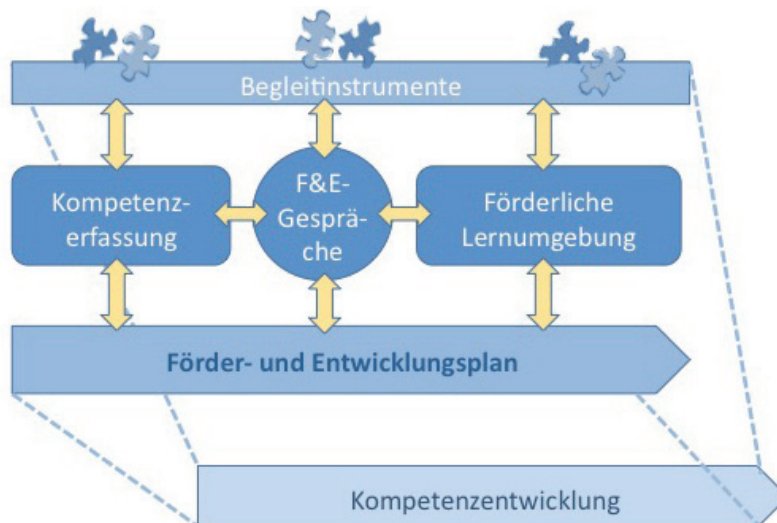 Begleitinstrumente
Kompetenz-
erfassung
F&E-
Gesprä-
che
Förderliche
Lernumgebung
Förder- und Entwicklungsplan
Kompetenzentwicklung